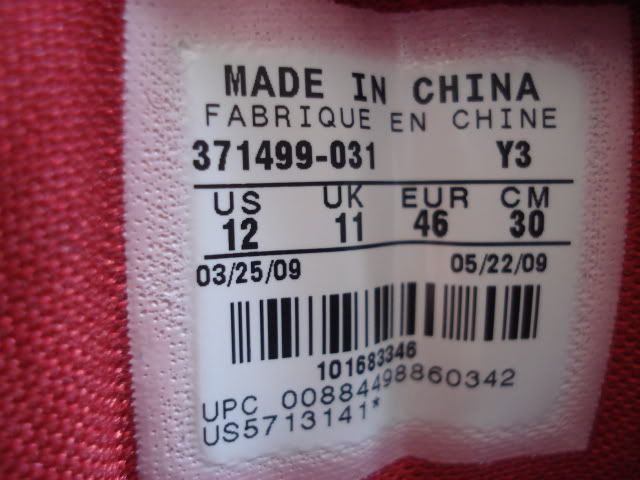 MADE IN CHINA
FABRIQUE EN CHINE
371499-031 Y3
US UK EUR CM
12 11 46 30
03/25/09 05/22/09
101683346
UPC 00884498860342
US5713141*